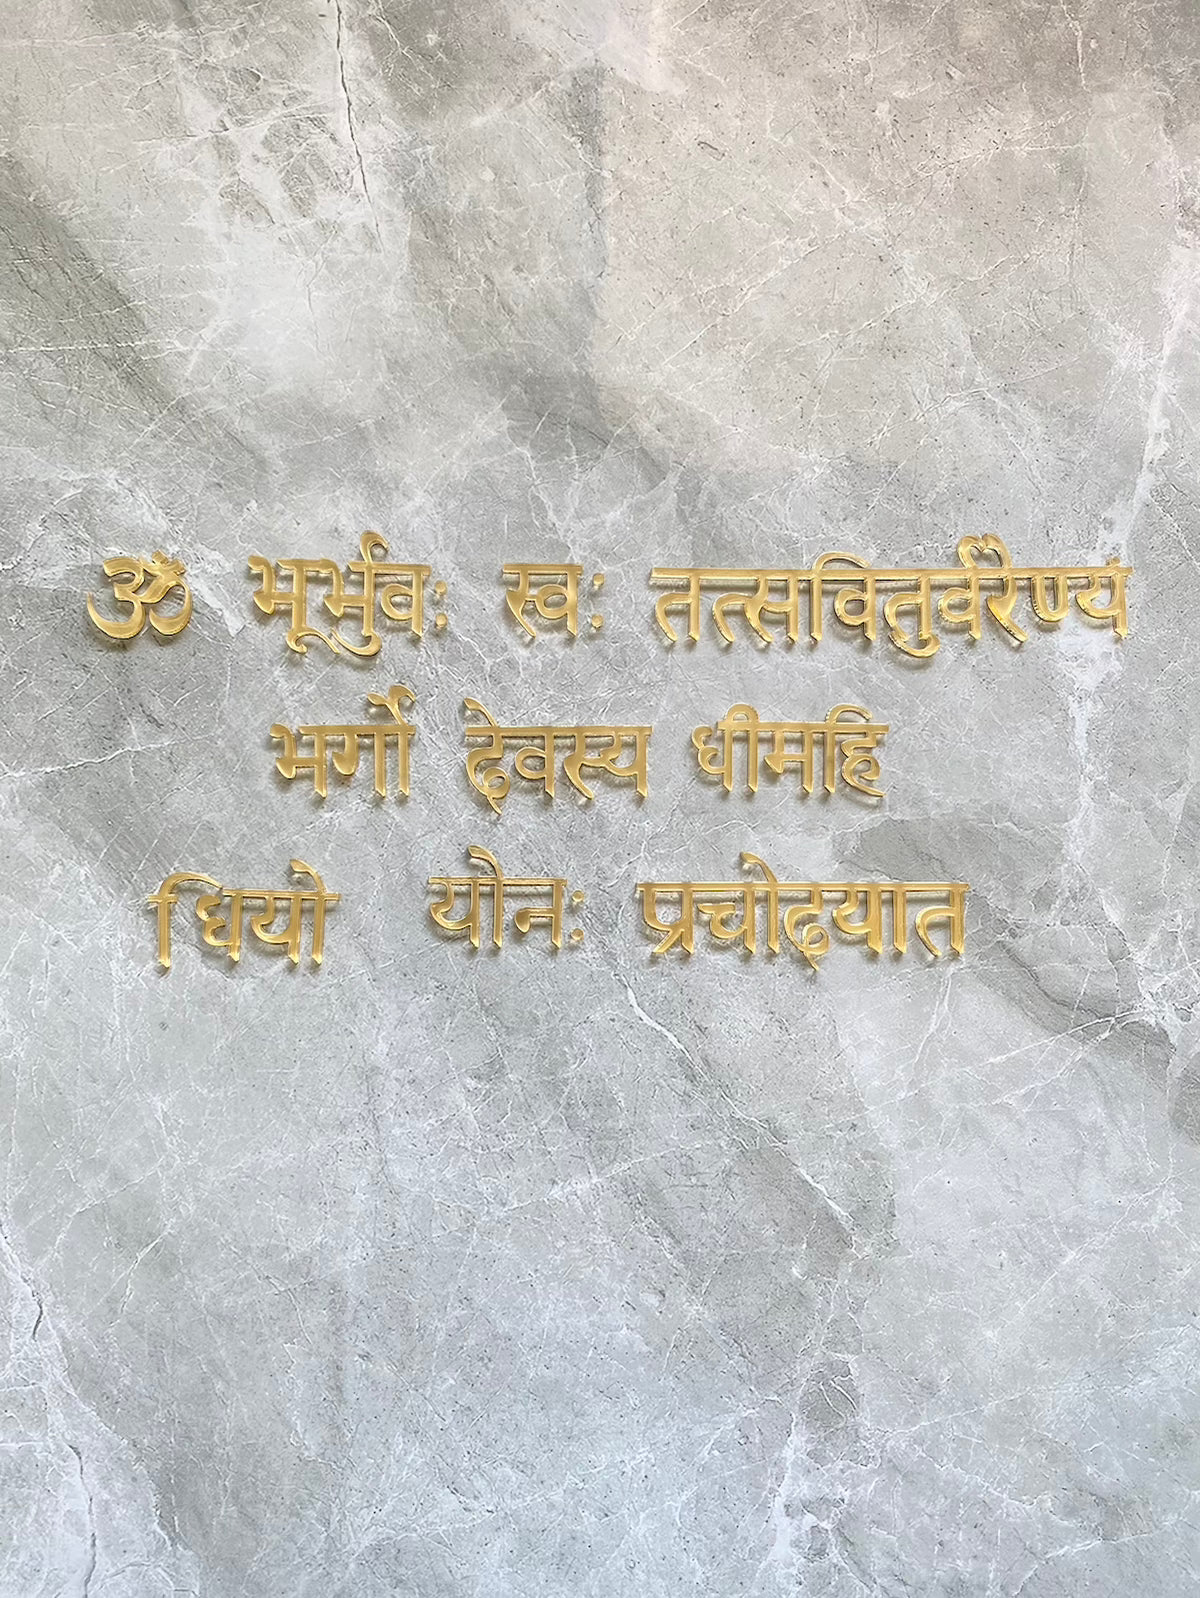 ॐ भूर्भुवः स्वः तत्सवितुर्वरेण्यं
भर्गो देवस्य धीमहि
धियो योनः प्रचोदयात